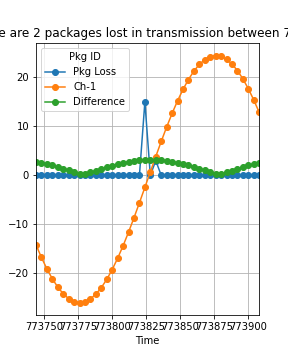 e are 2 packages lost in transmission between 7
Pkg ID
Pkg Loss
Ch-1
Difference
20
10
0
−10
−20
773750 773775 773800 773825 773850 773875 773900
Time